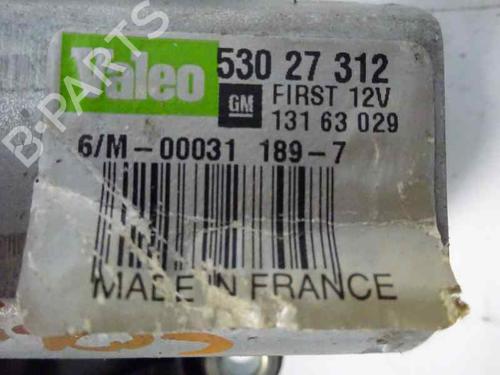 Valeo 530 27 312
GM FIRST 12V
131 63 029
6/M-00031 189-7
MADE IN FRANCE
B-PARTS